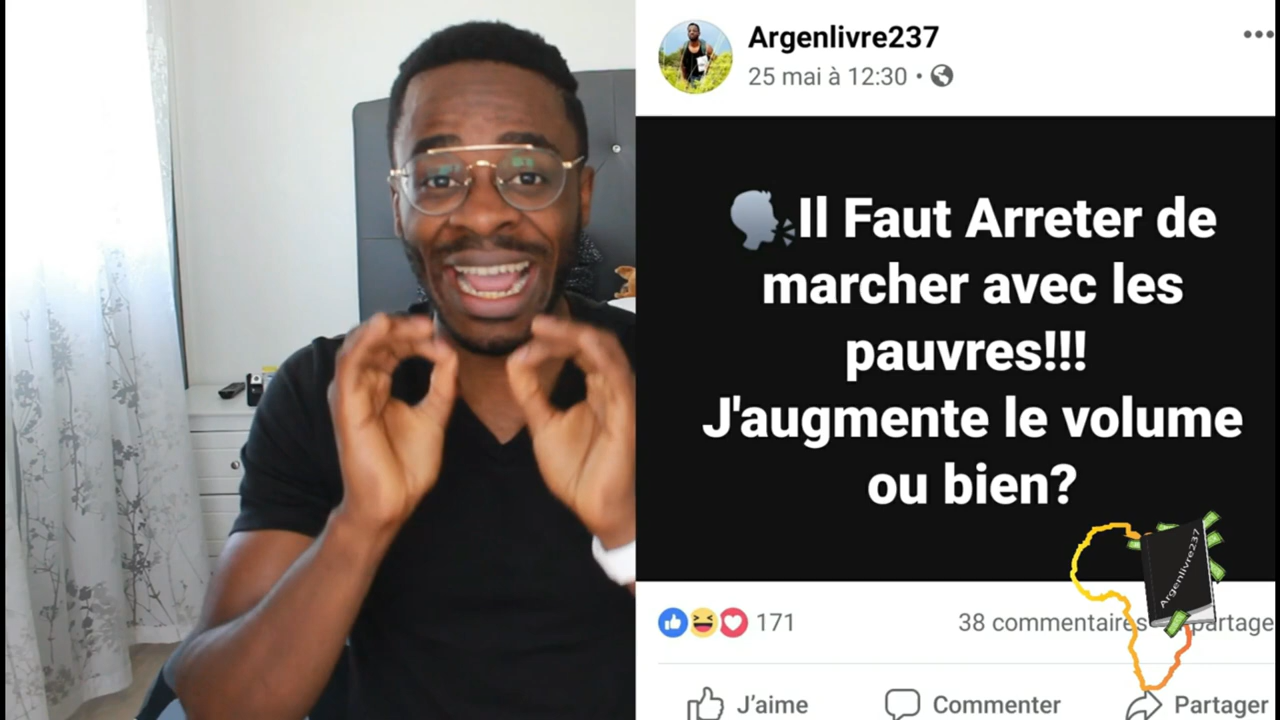 Argenlivre237
25 mai à 12:30
Il Faut Arreter de
marcher avec les
pauvres!!!
J'augmente le volume
ou bien?
Argenlivre237
171
38 commentaires
partage
J'aime
Commenter
Partager